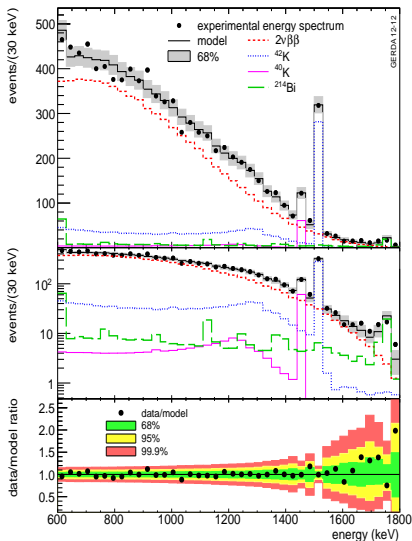 GERDA 12-12
events/(30 keV)
500
400
300
200
100
experimental energy spectrum
model
68%
2νββ
⁴²K
⁴⁰K
²¹⁴Bi
events/(30 keV)
10²
10
1
data/model ratio
2.5
2.0
1.5
1.0
0.5
data/model
68%
95%
99.9%
600 800 1000 1200 1400 1600 1800
energy (keV)